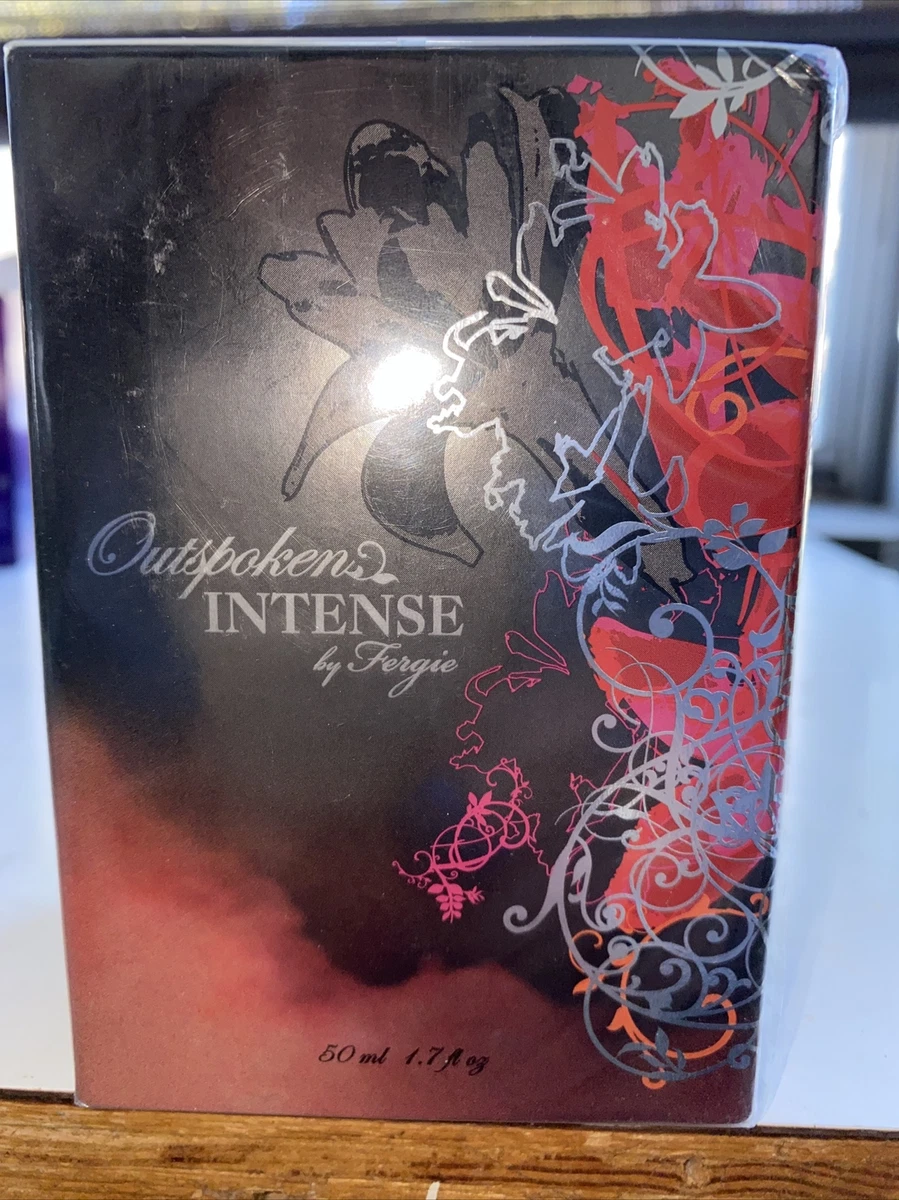 Outspoken
INTENSE
by Fergie
50 ml 1.7 fl oz